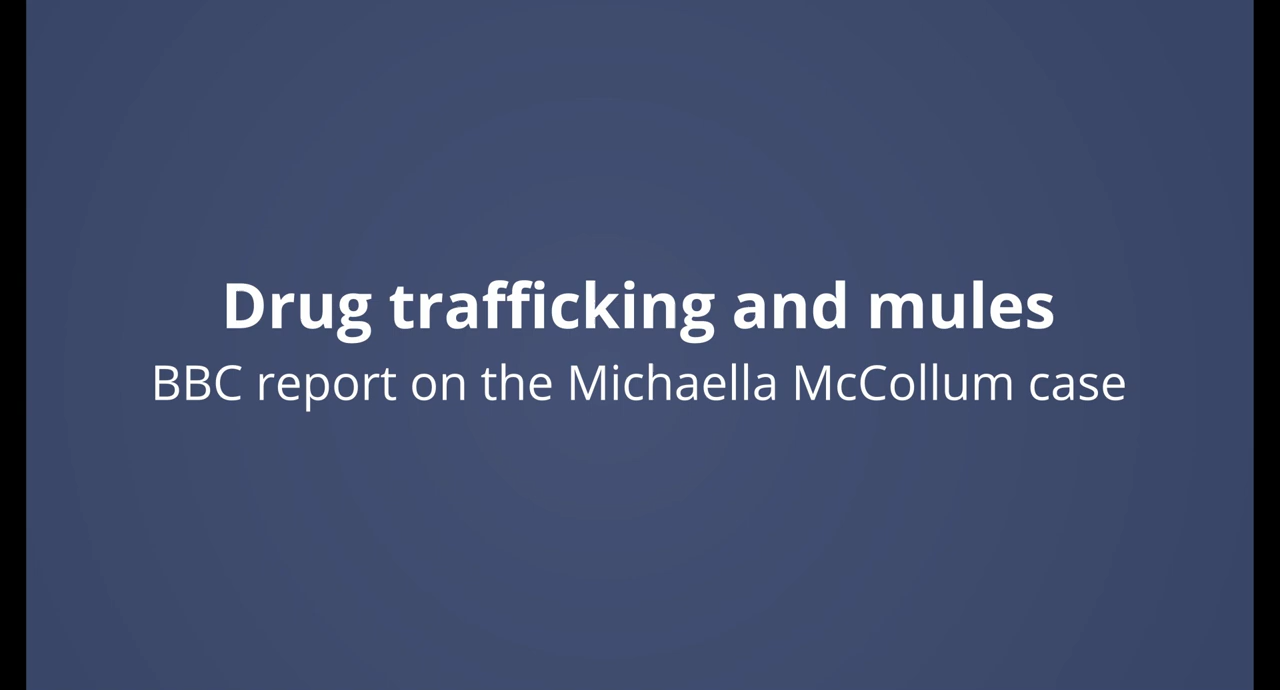 Drug trafficking and mules
BBC report on the Michaella McCollum case